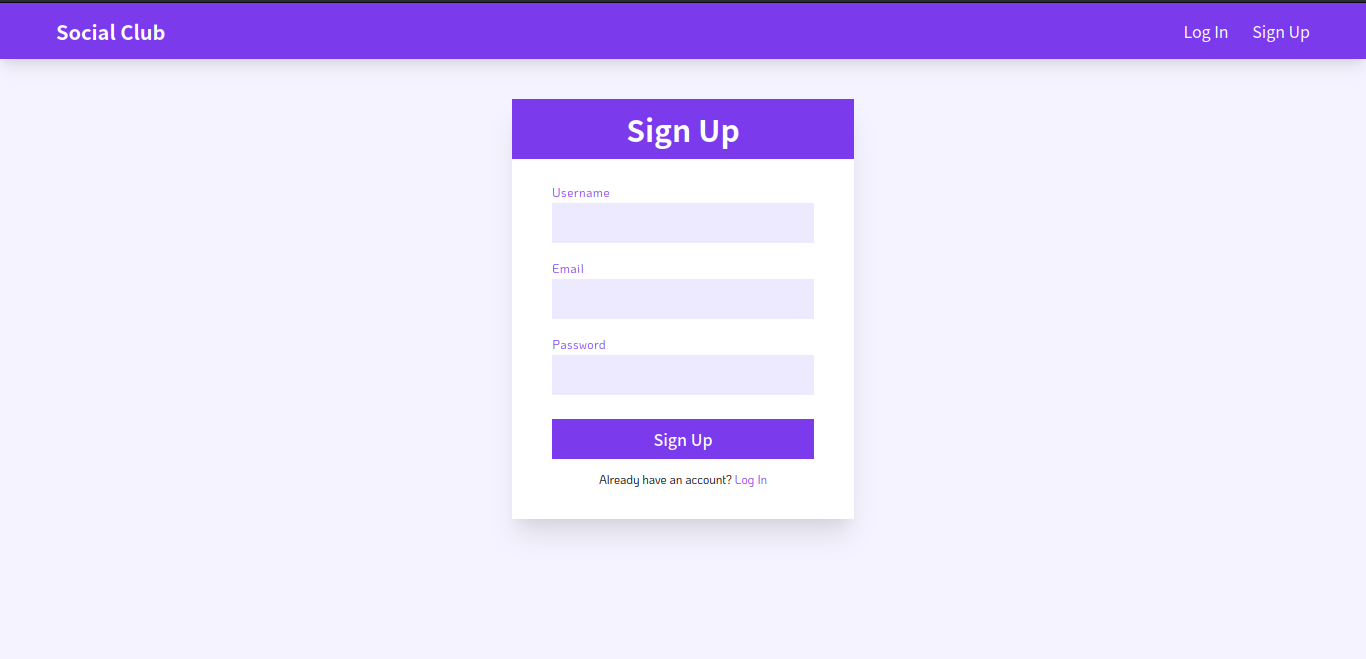 Social Club
Log In
Sign Up
Sign Up
Username
Email
Password
Sign Up
Already have an account? Log In